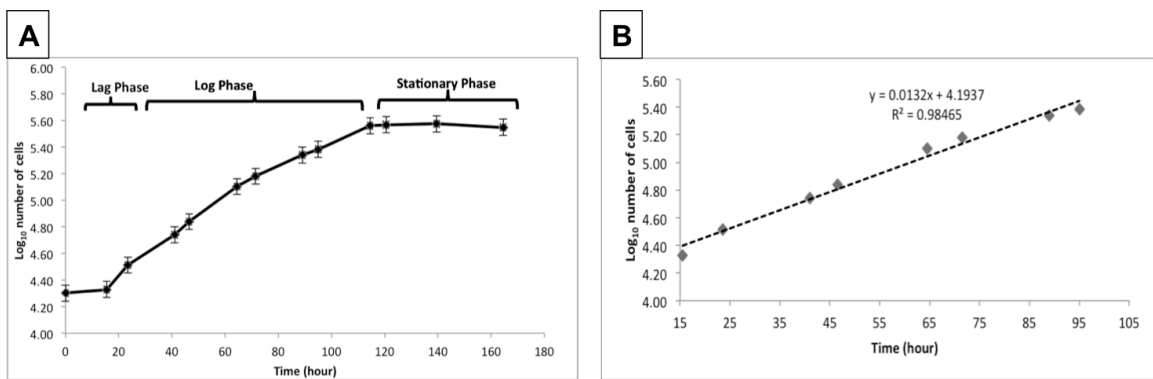 A
Lag Phase
Log Phase
Stationary Phase
6.00
5.80
5.60
5.40
5.20
5.00
4.80
4.60
4.40
4.20
4.00
Log10 number of cells
0 20 40 60 80 100 120 140 160 180
Time (hour)
B
y = 0.0132x + 4.1937
R² = 0.98465
5.60
5.40
5.20
5.00
4.80
4.60
4.40
4.20
4.00
Log10 number of cells
15 25 35 45 55 65 75 85 95 105
Time (hour)